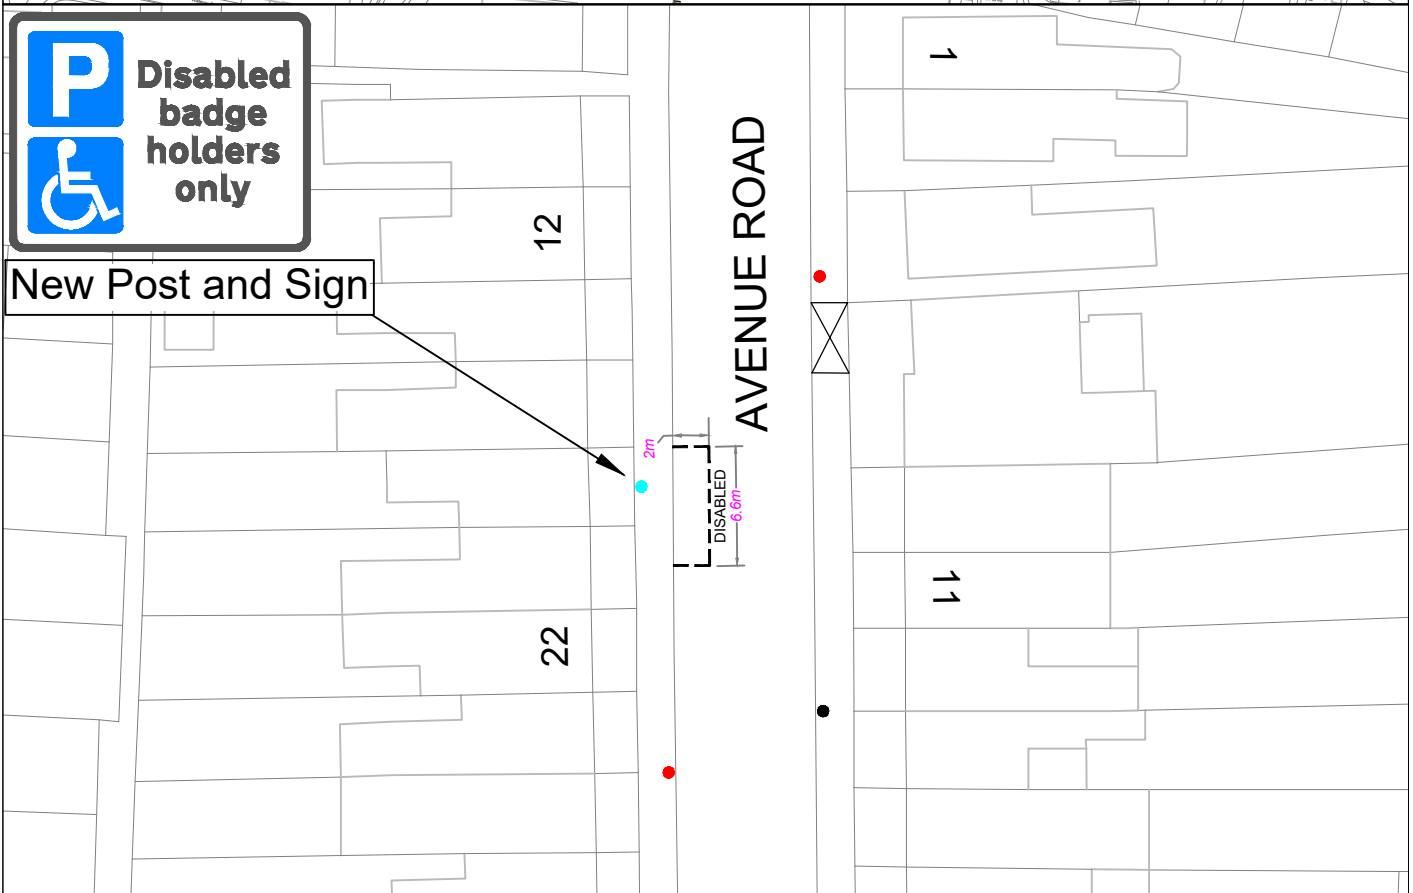 P
Disabled
badge
holders
only
New Post and Sign
12
22
AVENUE ROAD
2m
DISABLED
6.6m
1
11